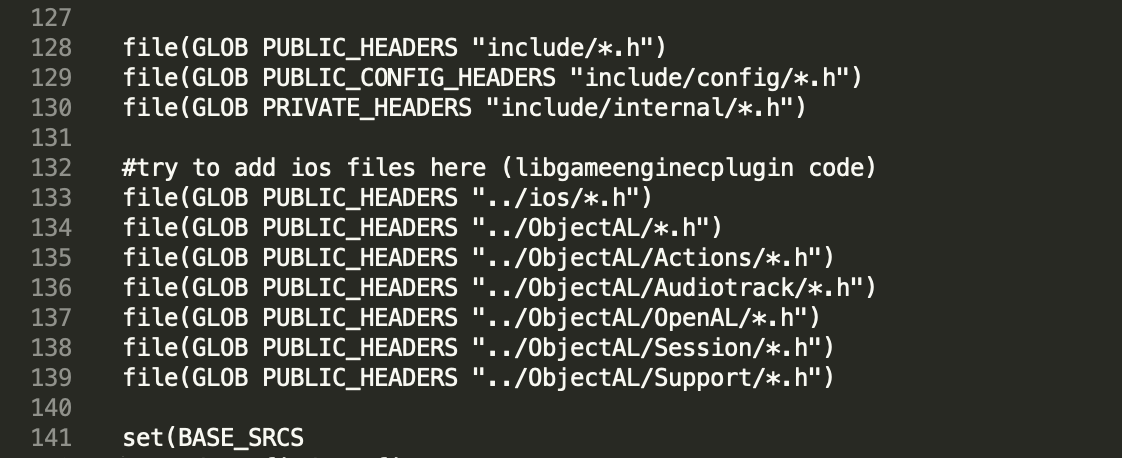 127
128 file(GLOB PUBLIC_HEADERS "include/*.h")
129 file(GLOB PUBLIC_CONFIG_HEADERS "include/config/*.h")
130 file(GLOB PRIVATE_HEADERS "include/internal/*.h")
131
132 #try to add ios files here (libgameenginecplugin code)
133 file(GLOB PUBLIC_HEADERS "../ios/*.h")
134 file(GLOB PUBLIC_HEADERS "../ObjectAL/*.h")
135 file(GLOB PUBLIC_HEADERS "../ObjectAL/Actions/*.h")
136 file(GLOB PUBLIC_HEADERS "../ObjectAL/Audiotrack/*.h")
137 file(GLOB PUBLIC_HEADERS "../ObjectAL/OpenAL/*.h")
138 file(GLOB PUBLIC_HEADERS "../ObjectAL/Session/*.h")
139 file(GLOB PUBLIC_HEADERS "../ObjectAL/Support/*.h")
140
141 set(BASE_SRCS